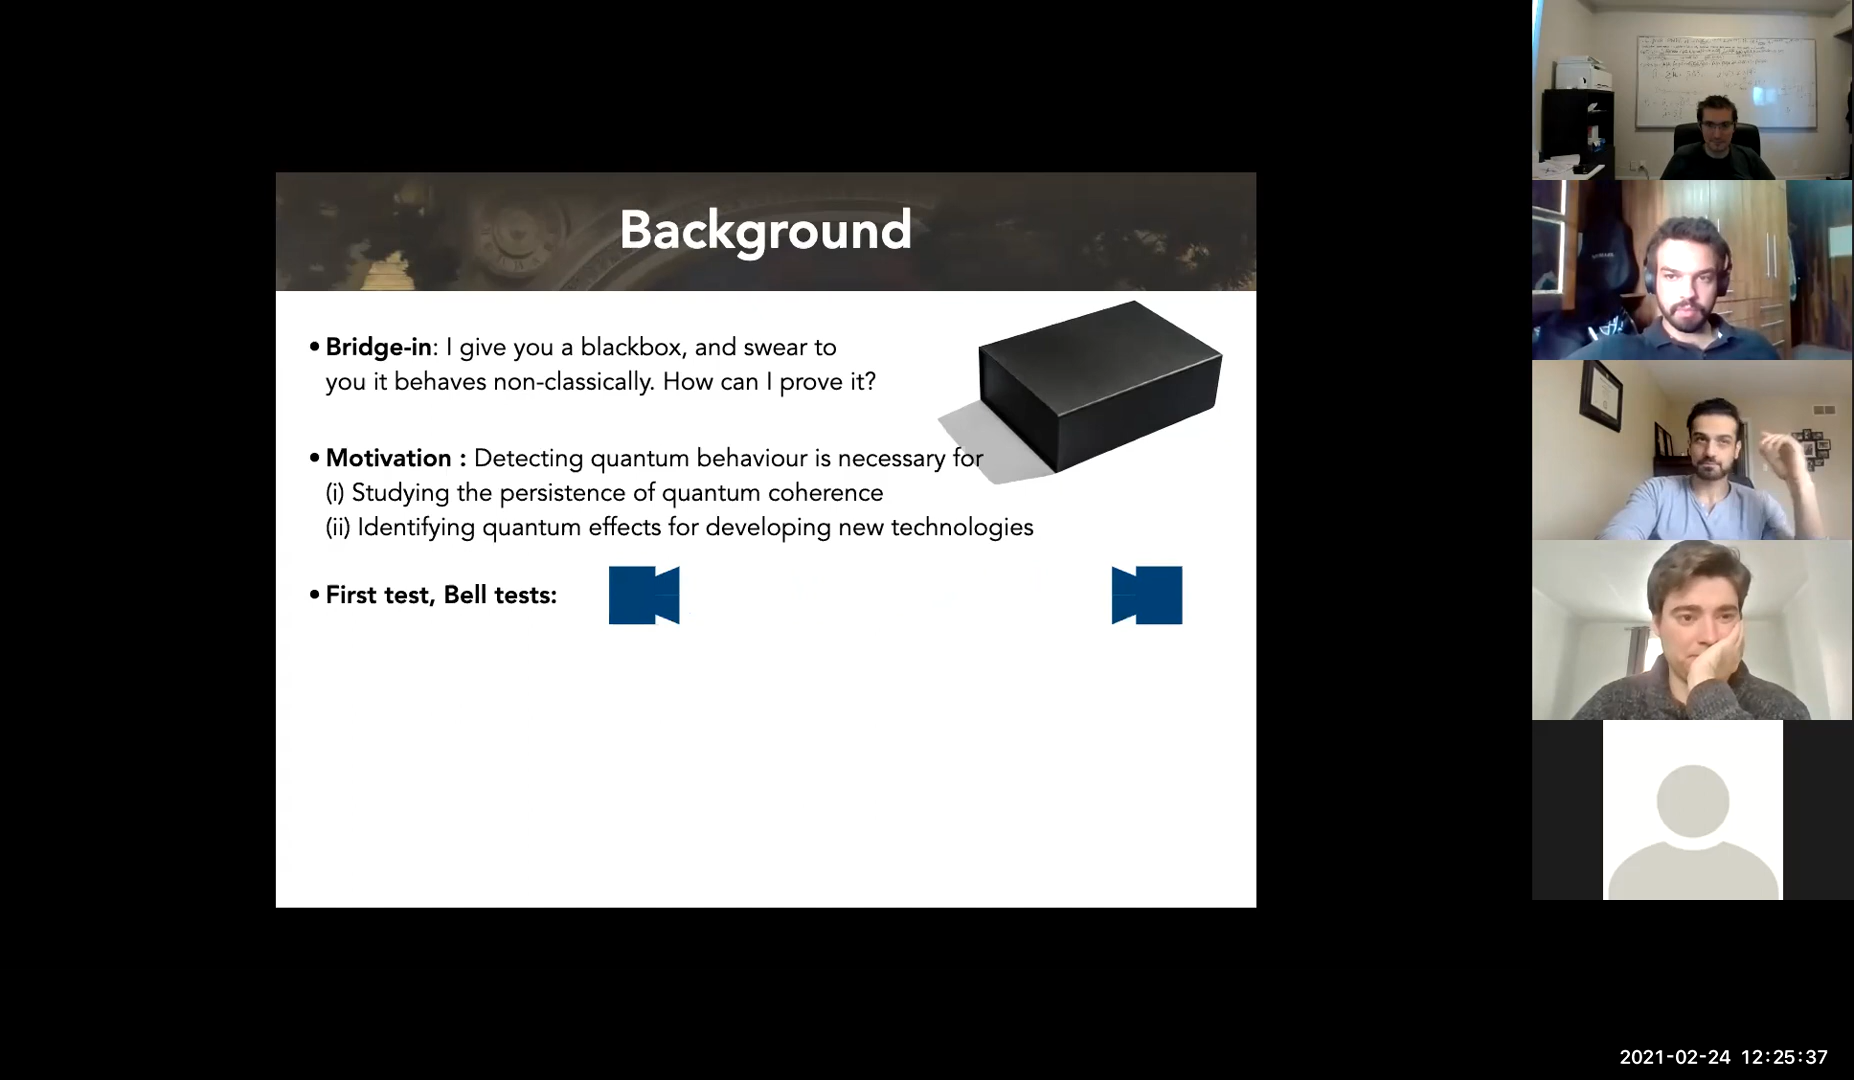 Background
• Bridge-in: I give you a blackbox, and swear to
you it behaves non-classically. How can I prove it?
• Motivation : Detecting quantum behaviour is necessary for
(i) Studying the persistence of quantum coherence
(ii) Identifying quantum effects for developing new technologies
• First test, Bell tests:
2021-02-24 12:25:37